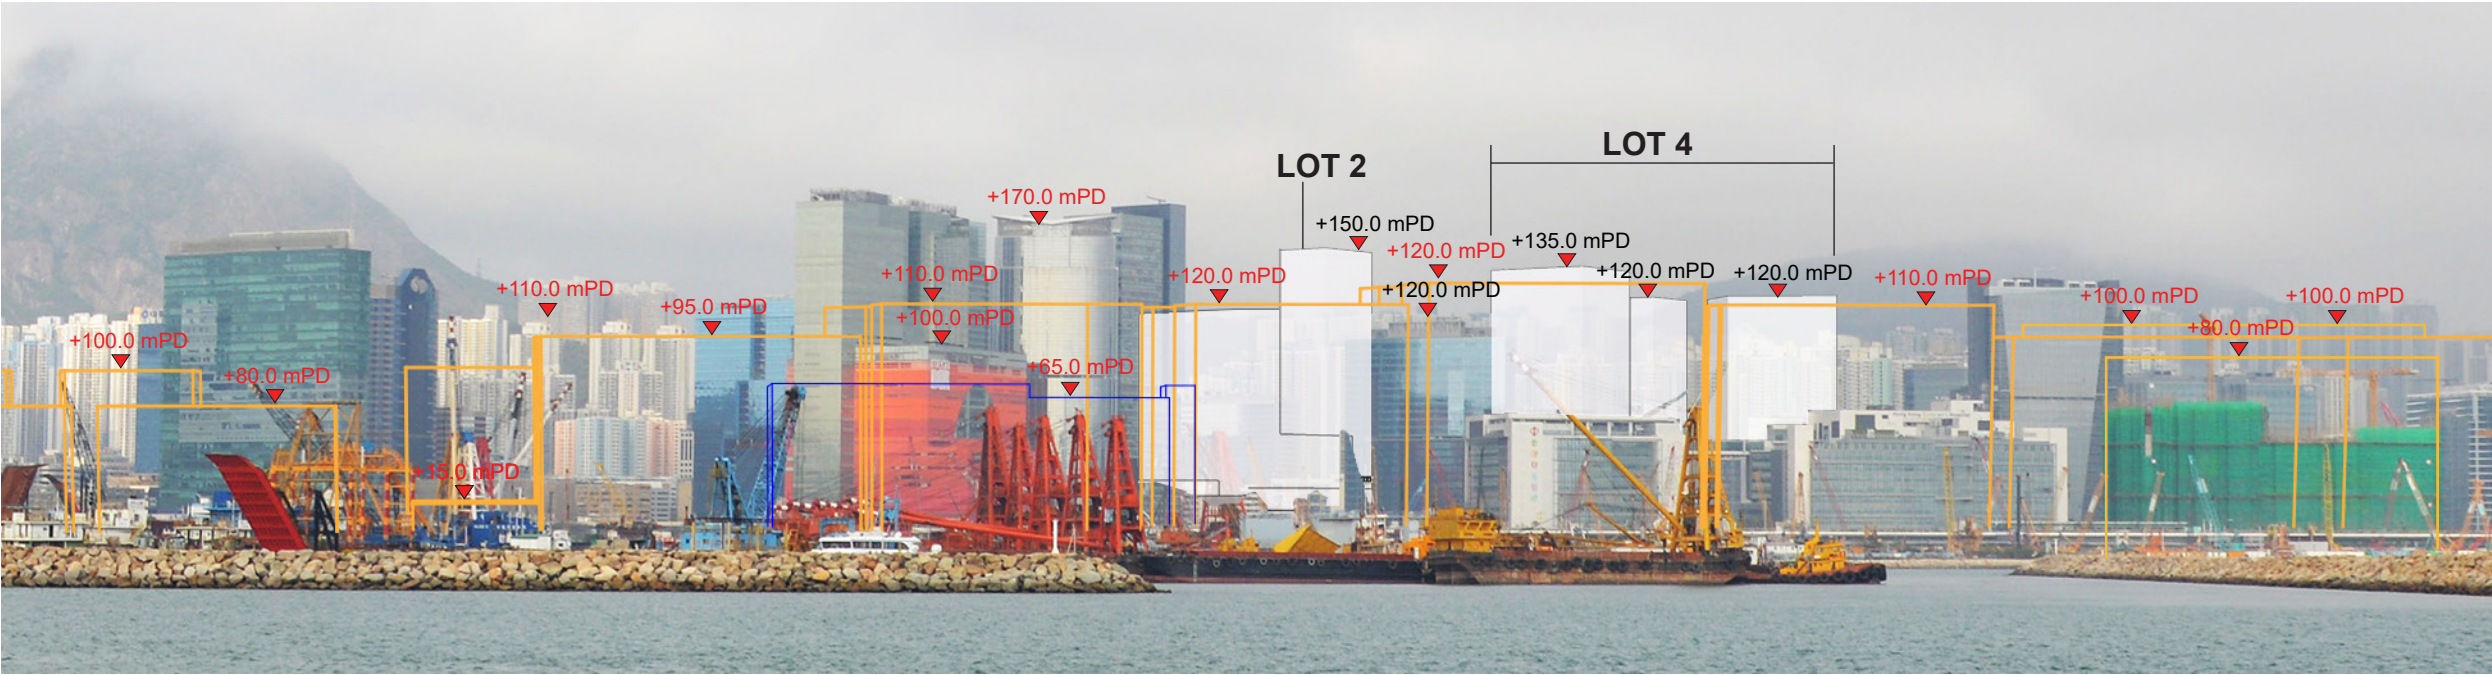 LOT 4
LOT 2
+170.0 mPD
+150.0 mPD
+120.0 mPD
+135.0 mPD
+110.0 mPD
+110.0 mPD
+120.0 mPD
+120.0 mPD
+120.0 mPD
+110.0 mPD
+120.0 mPD
+100.0 mPD
+100.0 mPD
+95.0 mPD
+100.0 mPD
+80.0 mPD
+100.0 mPD
+80.0 mPD
+65.0 mPD
+15.0 mPD